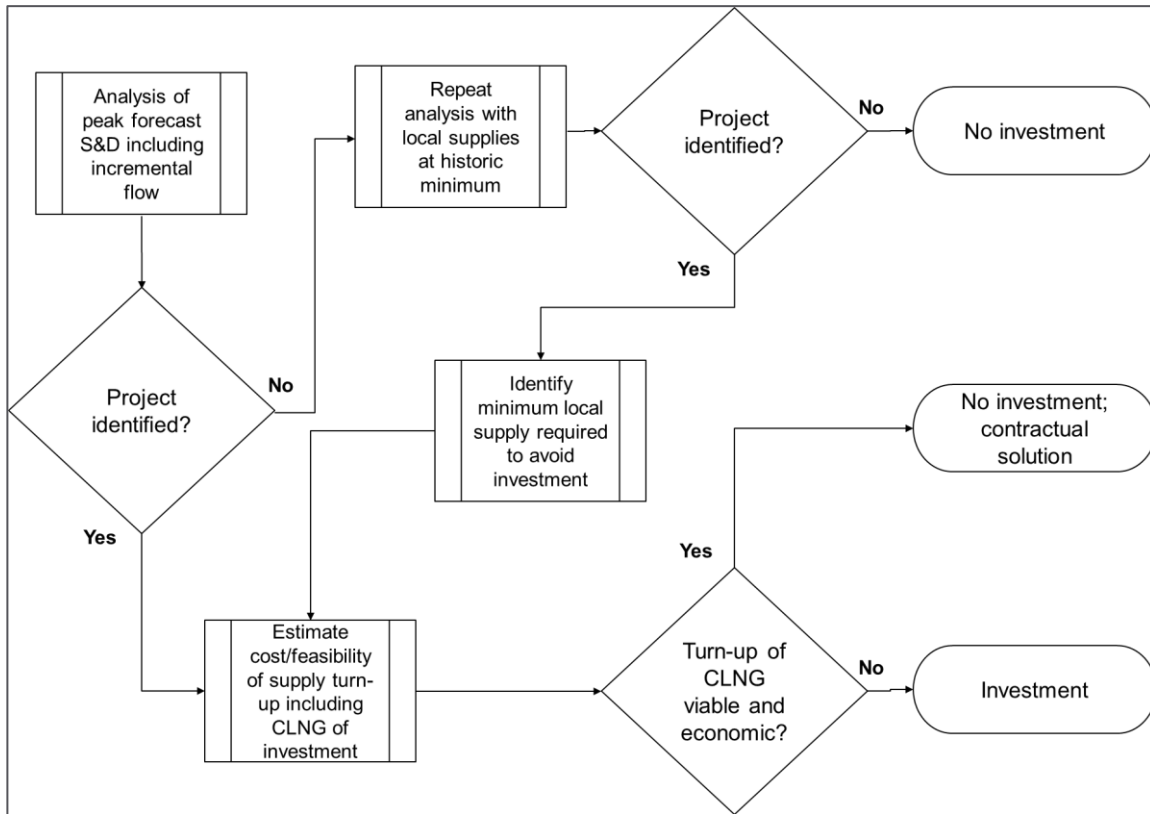 Analysis of
peak forecast
S&D including
incremental
flow
Repeat
analysis with
local supplies
at historic
minimum
Project
identified?
No
No investment
Yes
Project
identified?
No
Yes
Identify
minimum local
supply required
to avoid
investment
No investment;
contractual
solution
Estimate
cost/feasibility
of supply turn-
up including
CLNG of
investment
Yes
Turn-up of
CLNG
viable and
economic?
No
Investment